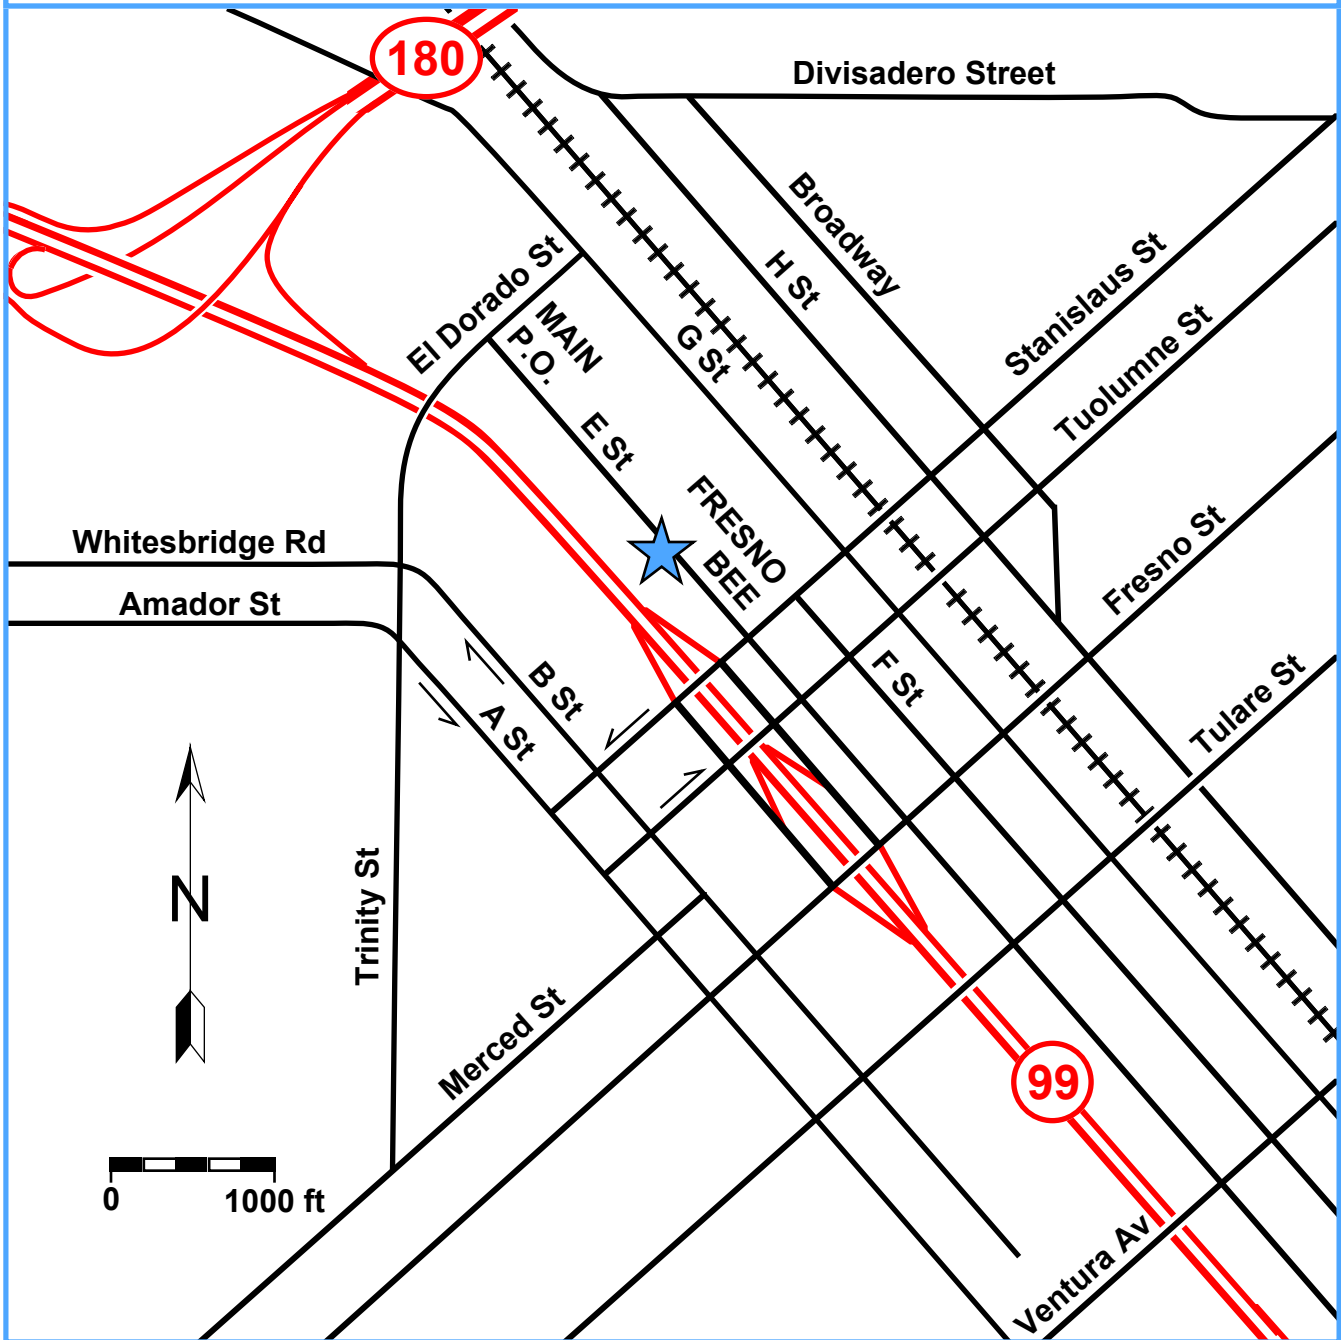 180
Divisadero Street
Broadway
H St
Stanislaus St
El Dorado St
MAIN
P.O.
G St
Tuolumne St
E St
FRESNO
BEE
Whitesbridge Rd
Fresno St
Amador St
B St
F St
A St
Tulare St
N
Trinity St
Merced St
99
0
1000 ft
Ventura Av